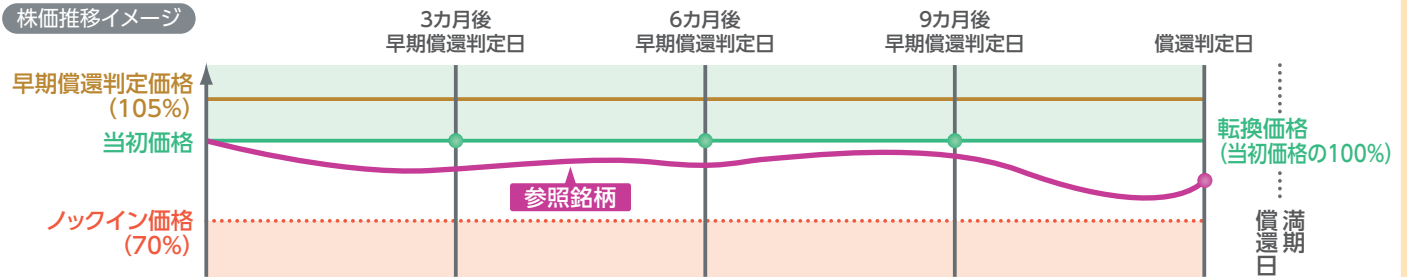 株価推移イメージ
3カ月後
早期償還判定日
6カ月後
早期償還判定日
9カ月後
早期償還判定日
償還判定日
早期償還判定価格
(105%)
当初価格
転換価格
(当初価格の100%)
参照銘柄
ノックイン価格
(70%)
満期
償還日